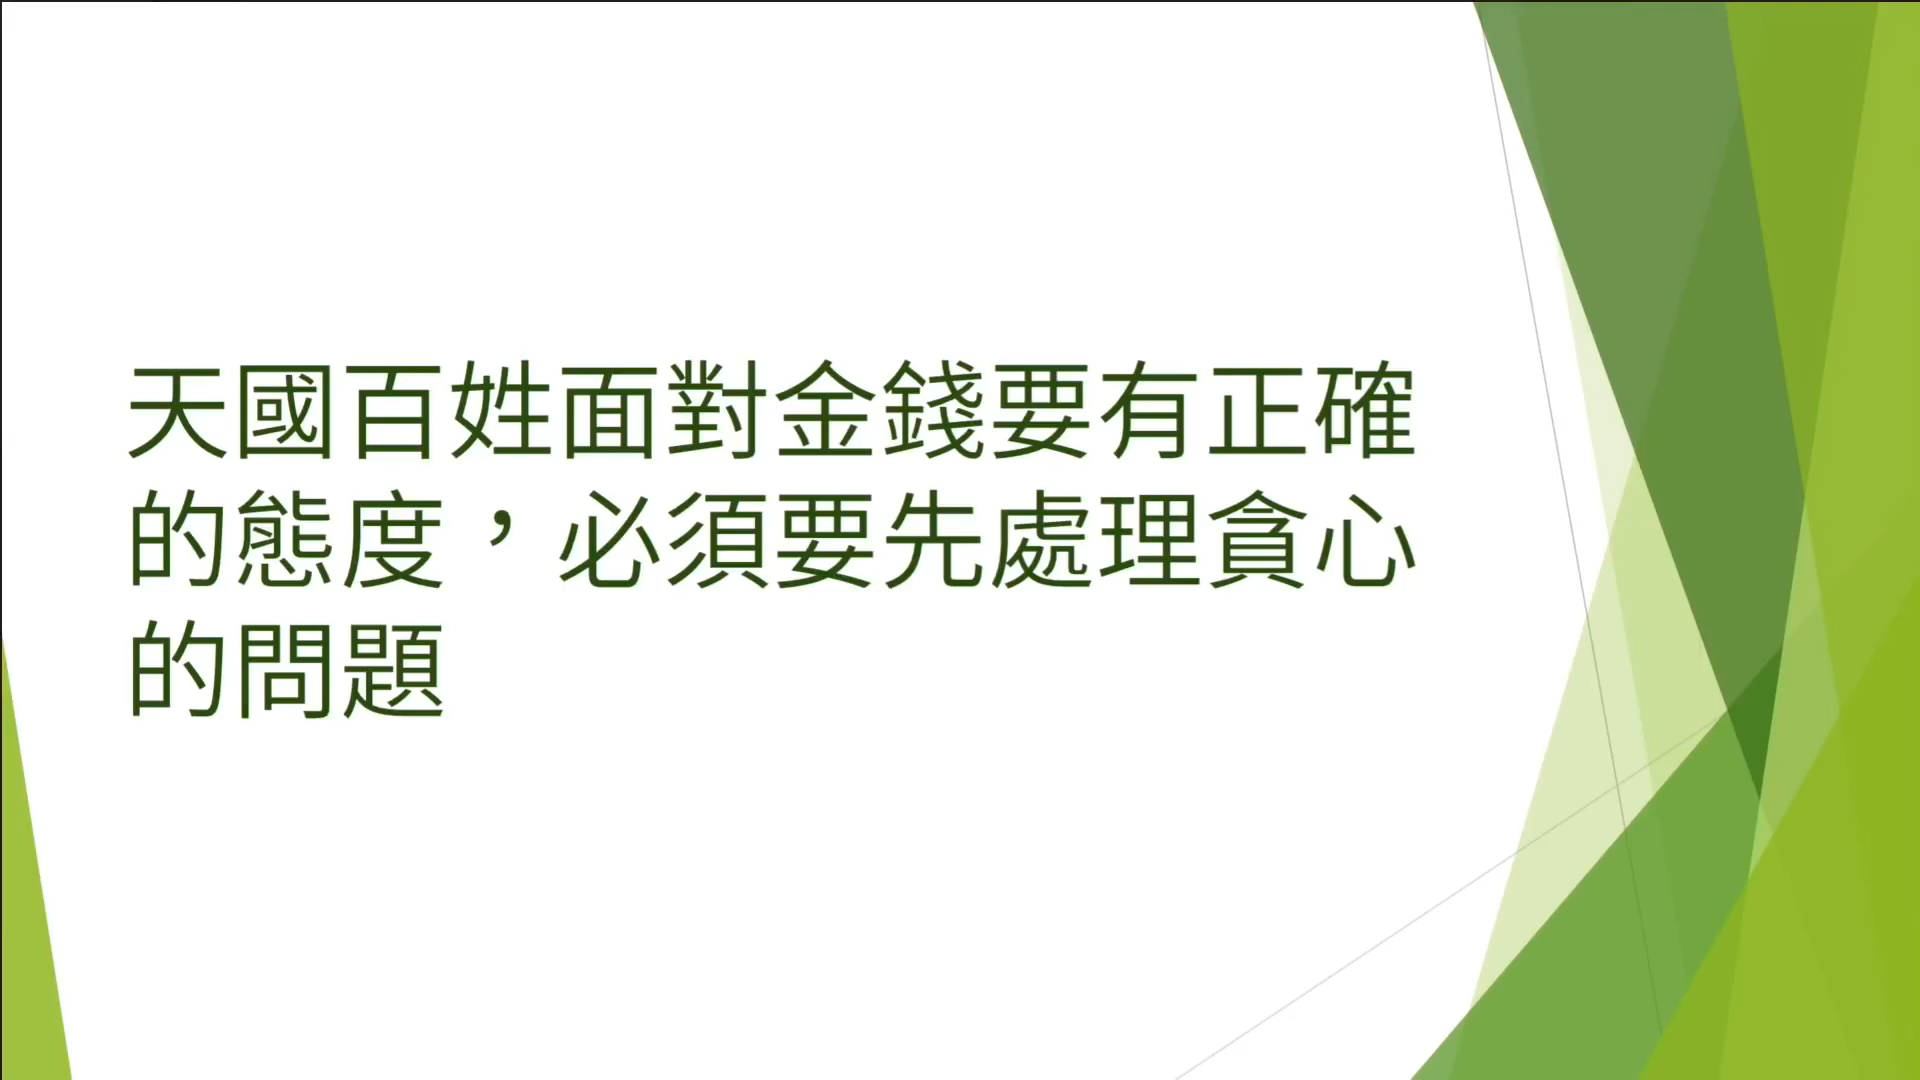 天國百姓面對金錢要有正確
的態度，必須要先處理貪心
的問題